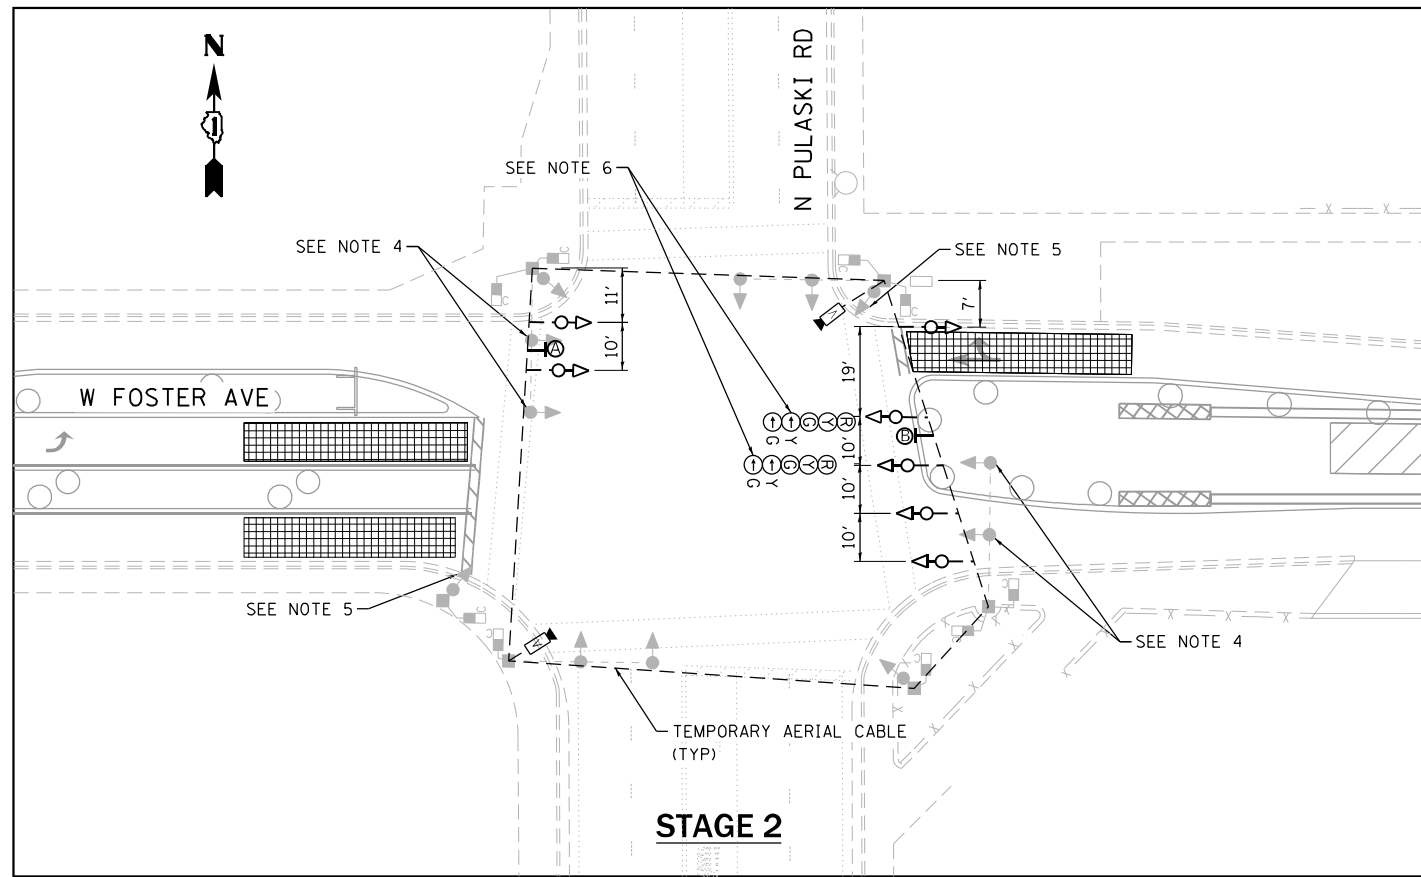 N
1
N PULASKI RD
SEE NOTE 6
SEE NOTE 4
SEE NOTE 5
C
C
C
C
11'
10'
7'
A
W FOSTER AVE
19'
R Y G Y G
10'
B
R Y G Y G
10'
10'
SEE NOTE 5
C
C
C
C
SEE NOTE 4
TEMPORARY AERIAL CABLE
(TYP)
STAGE 2